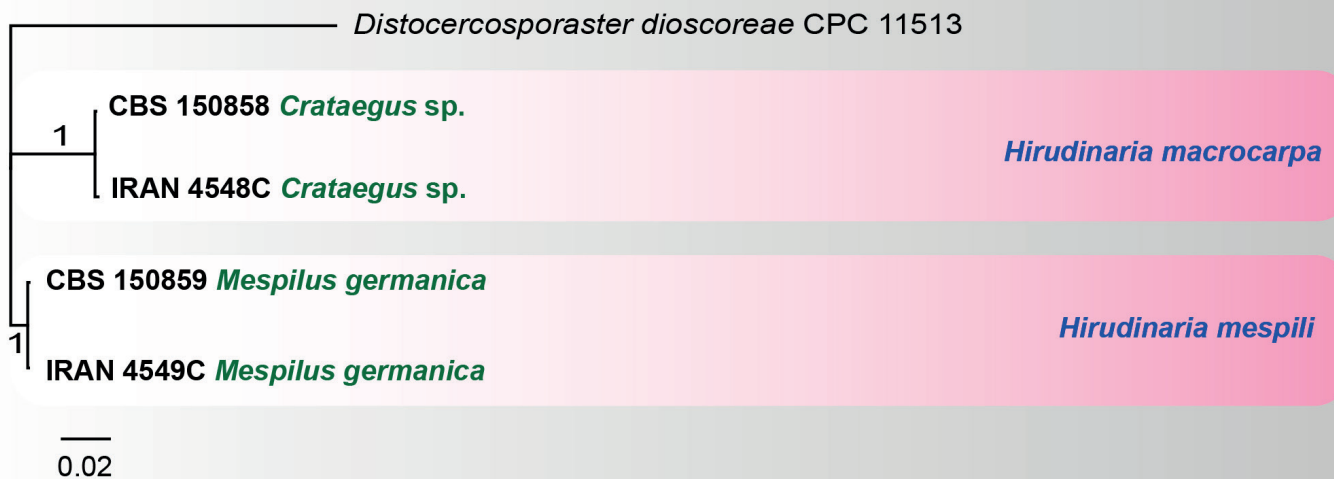 Distocercosporaster dioscoreae CPC 11513
CBS 150858 Crataegus sp.
1
Hirudinaria macrocarpa
IRAN 4548C Crataegus sp.
CBS 150859 Mespilus germanica
Hirudinaria mespili
1
IRAN 4549C Mespilus germanica
0.02